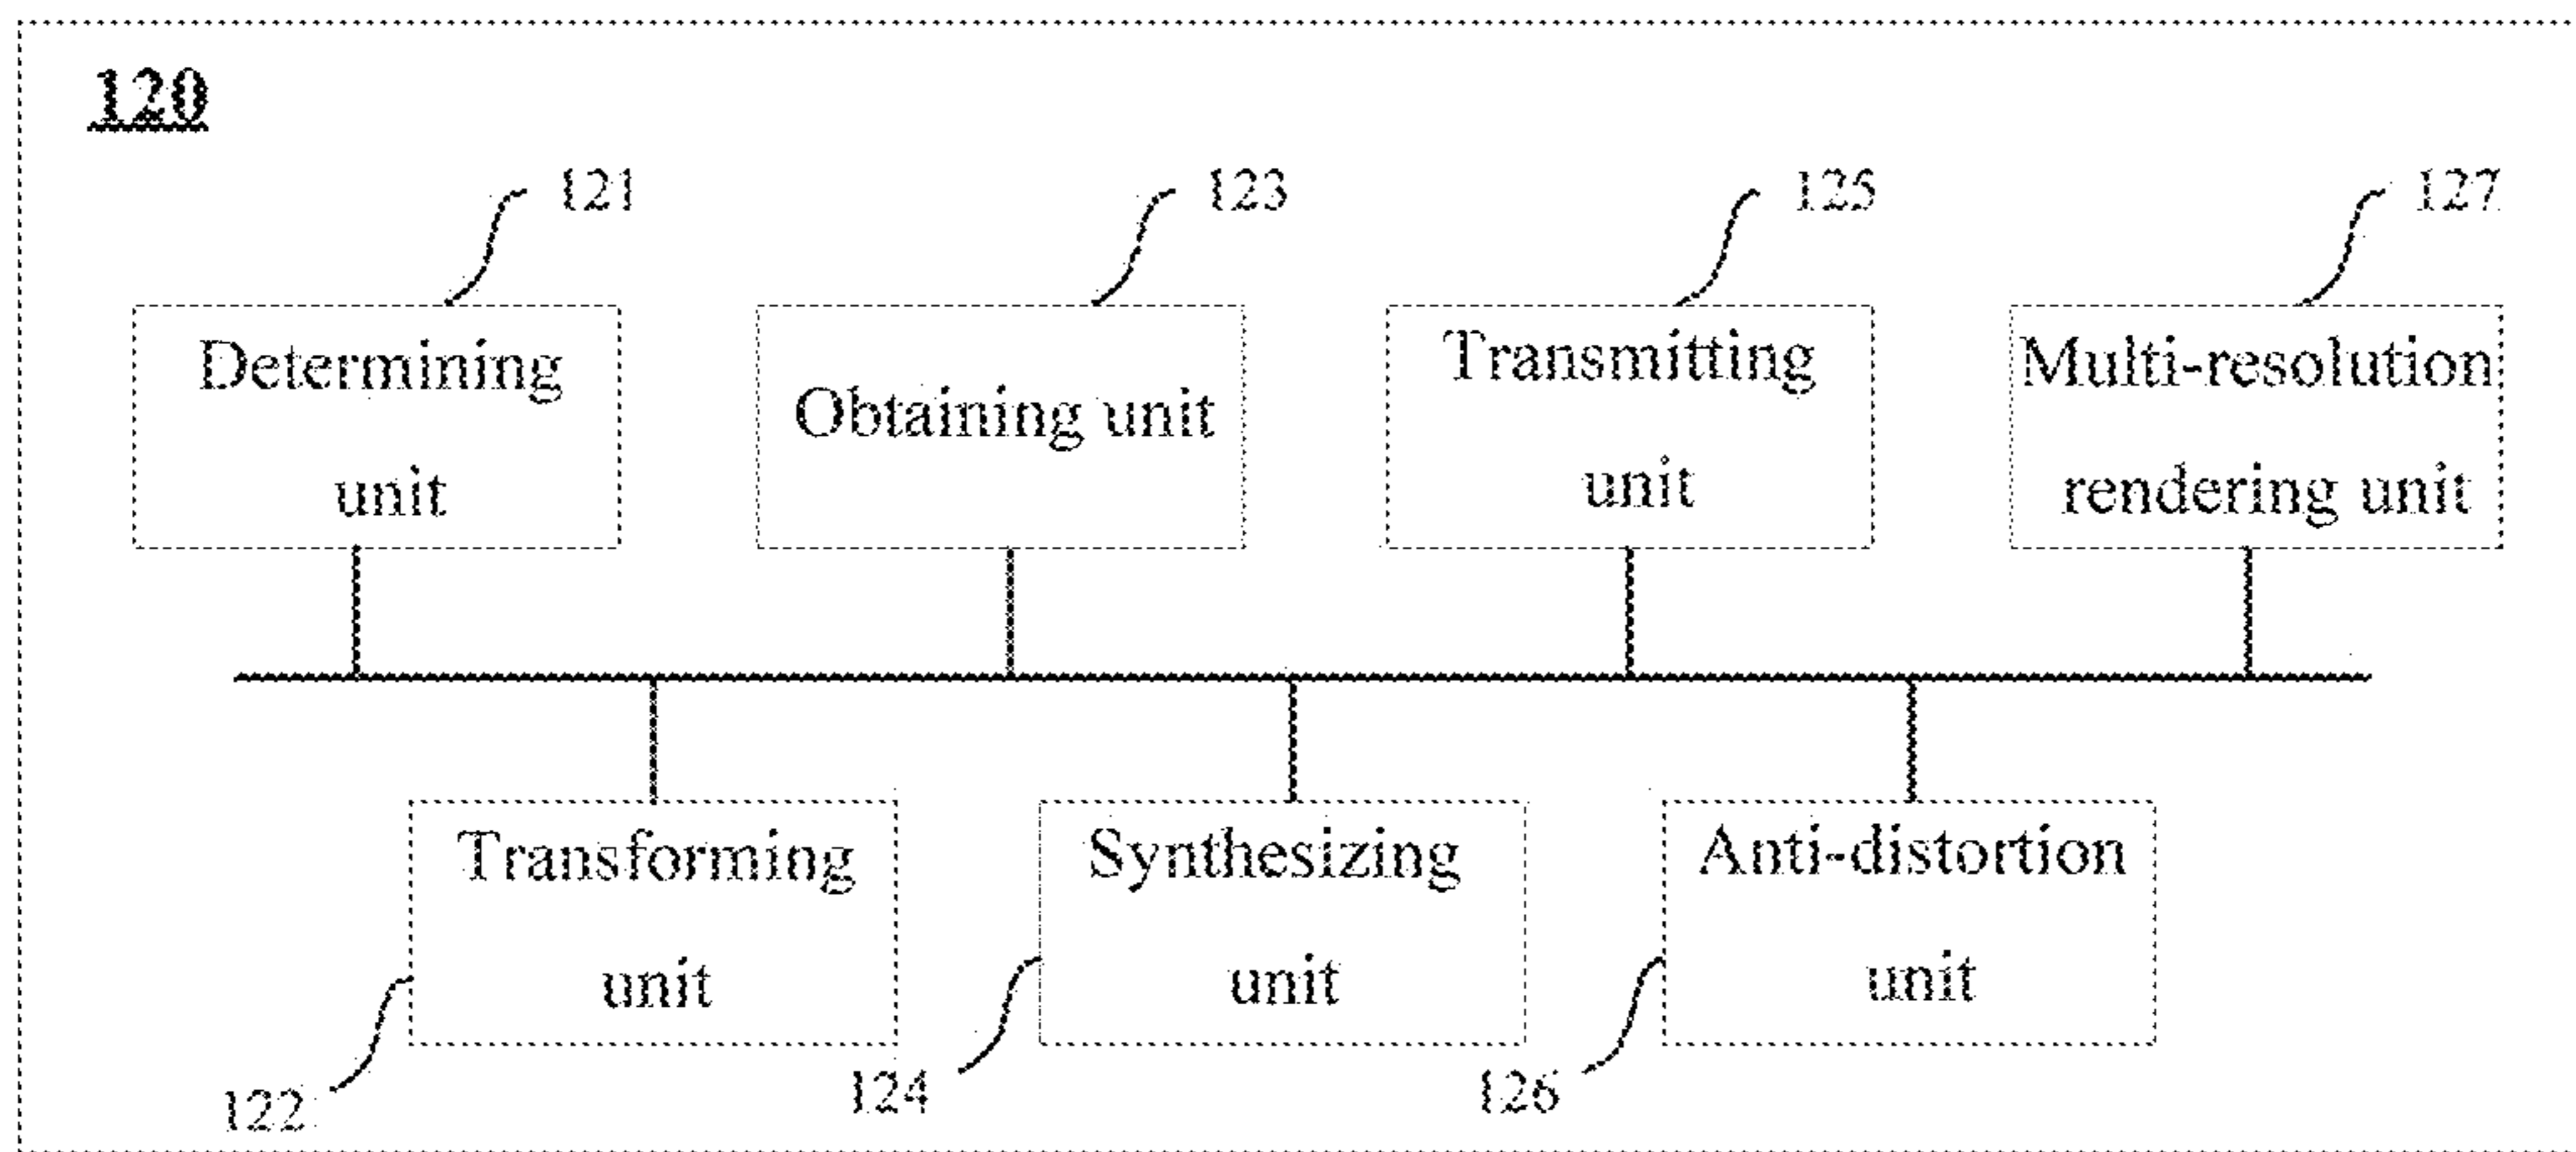 120
121
123
125
127
Determining
unit
Obtaining unit
Transmitting
unit
Multi-resolution
rendering unit
Transforming
unit
Synthesizing
unit
Anti-distortion
unit
122
124
126